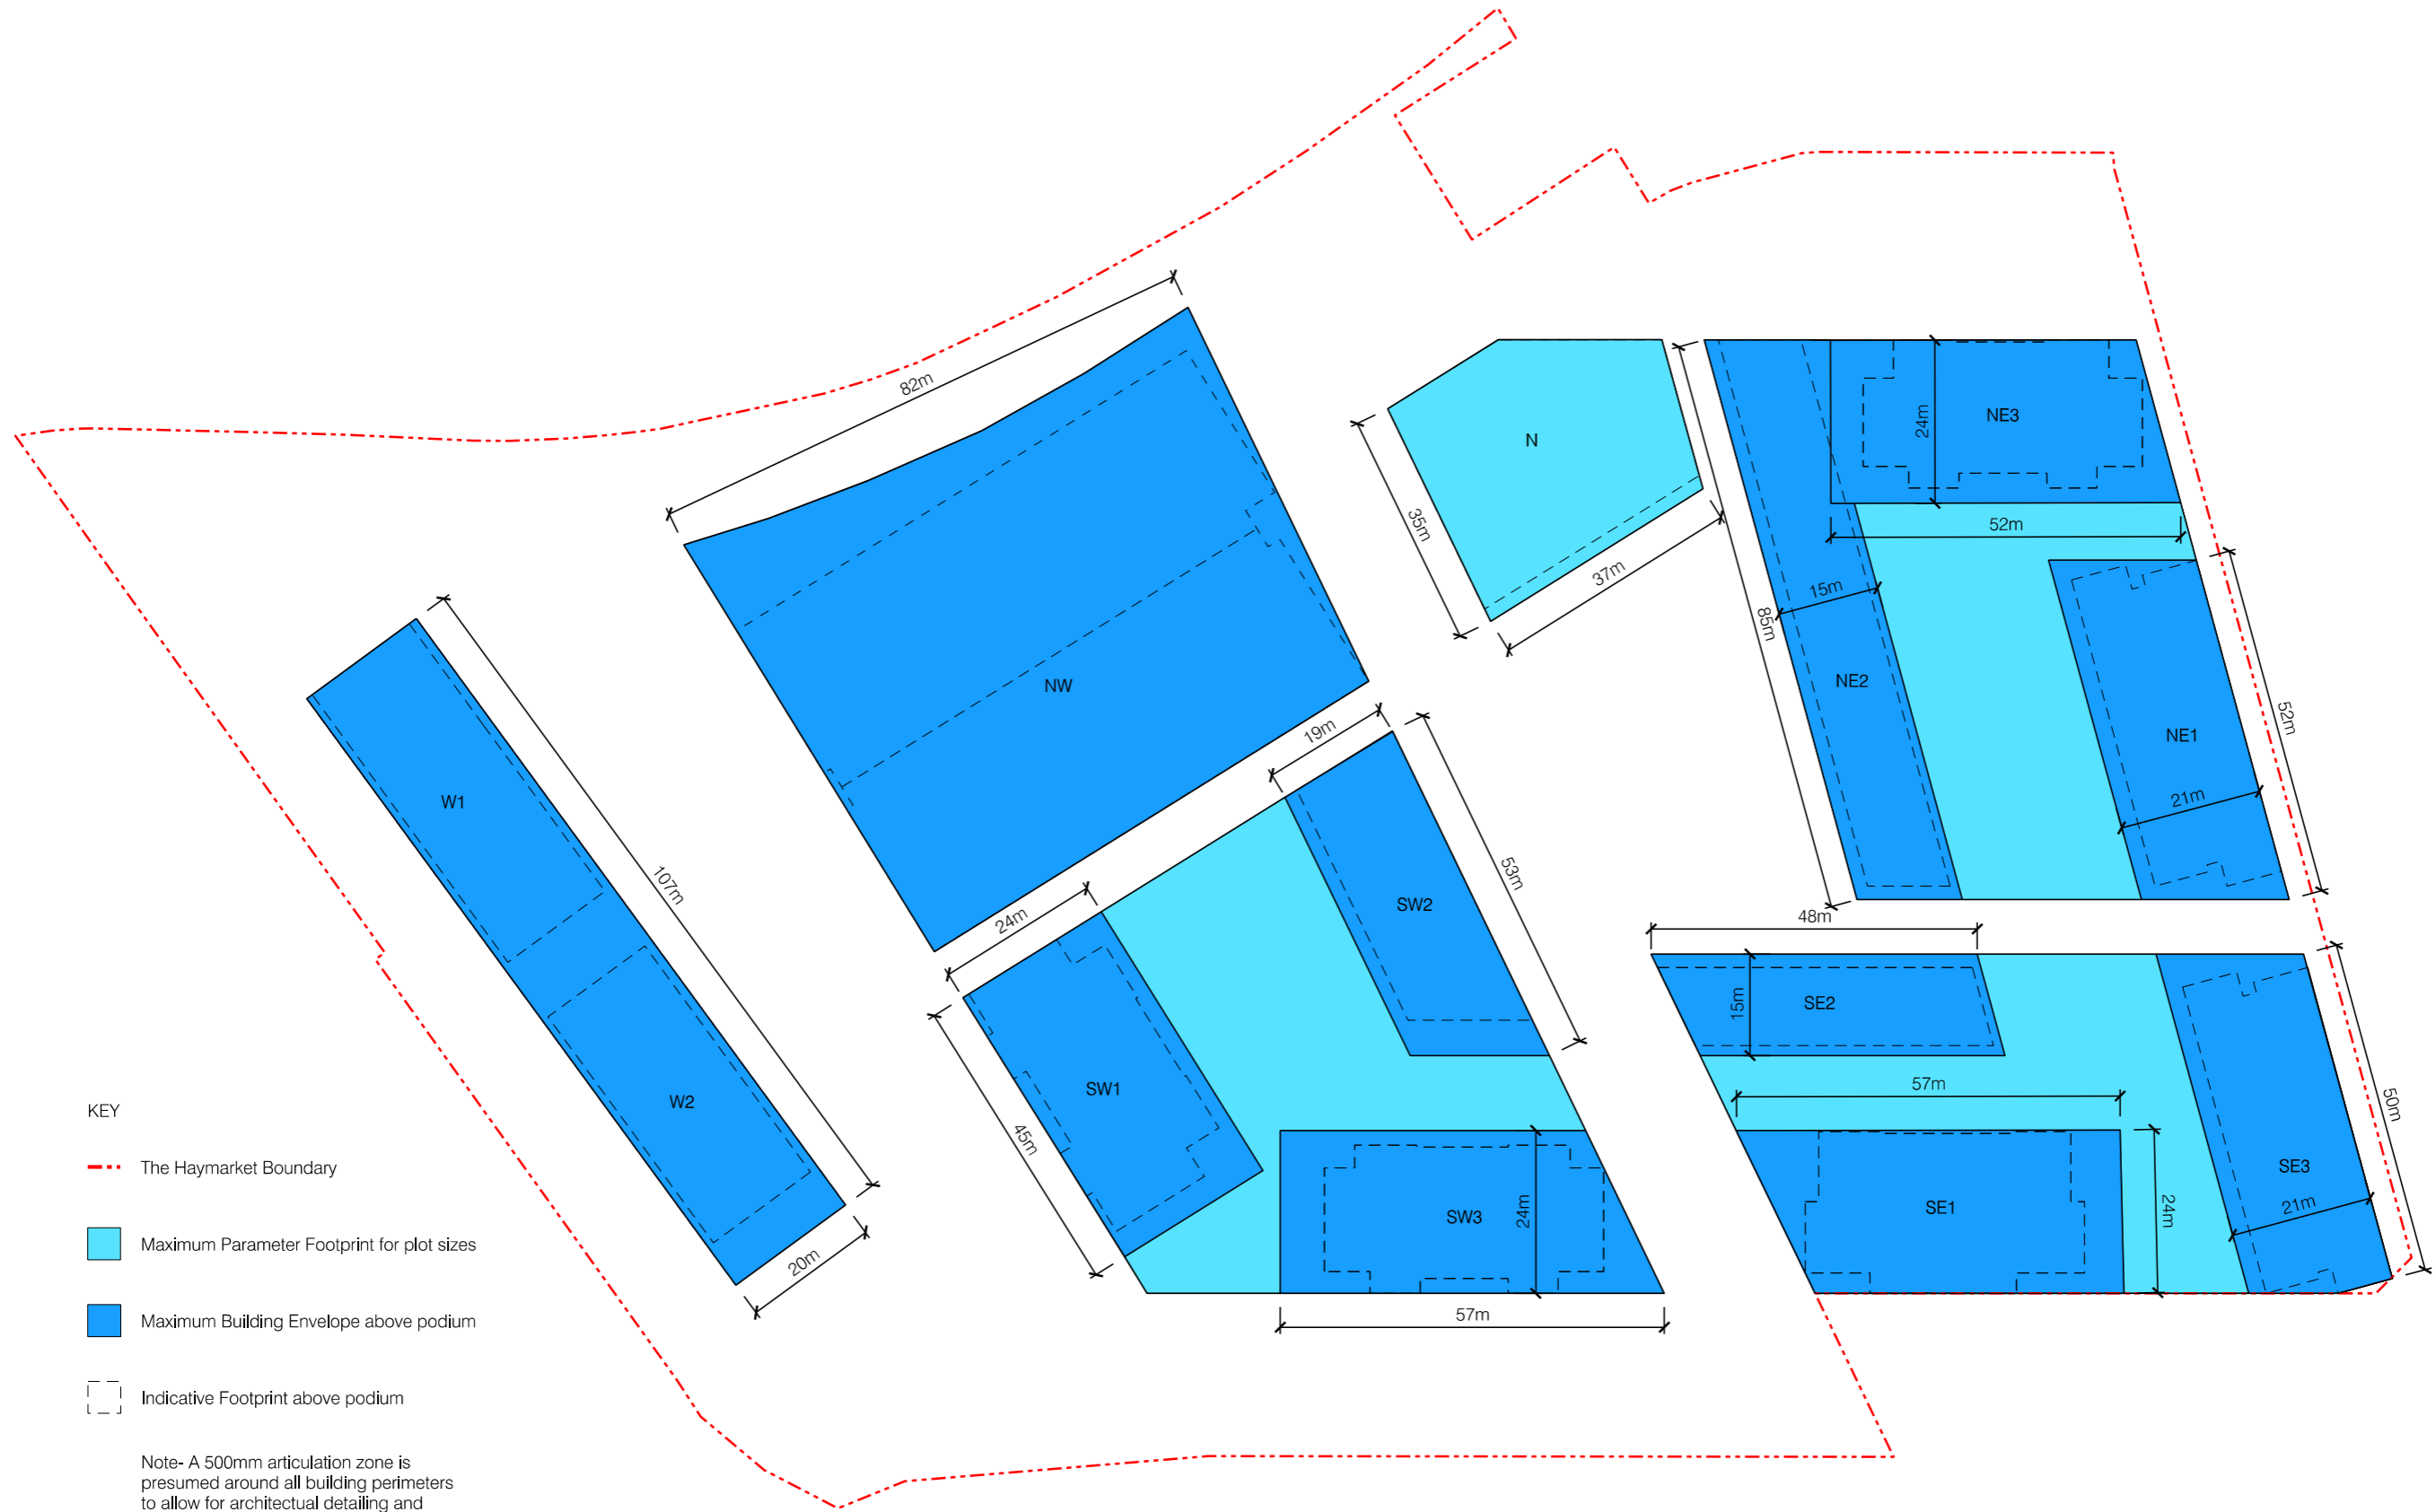 82m
N
35m
37m
85m
24m
NE3
52m
15m
NE2
NE1
21m
52m
NW
W1
107m
W2
20m
19m
53m
SW2
24m
SW1
45m
SW3
24m
57m
48m
15m
SE2
57m
SE1
24m
SE3
21m
50m
KEY
The Haymarket Boundary
Maximum Parameter Footprint for plot sizes
Maximum Building Envelope above podium
Indicative Footprint above podium
Note- A 500mm articulation zone is
presumed around all building perimeters
to allow for architectual detailing and